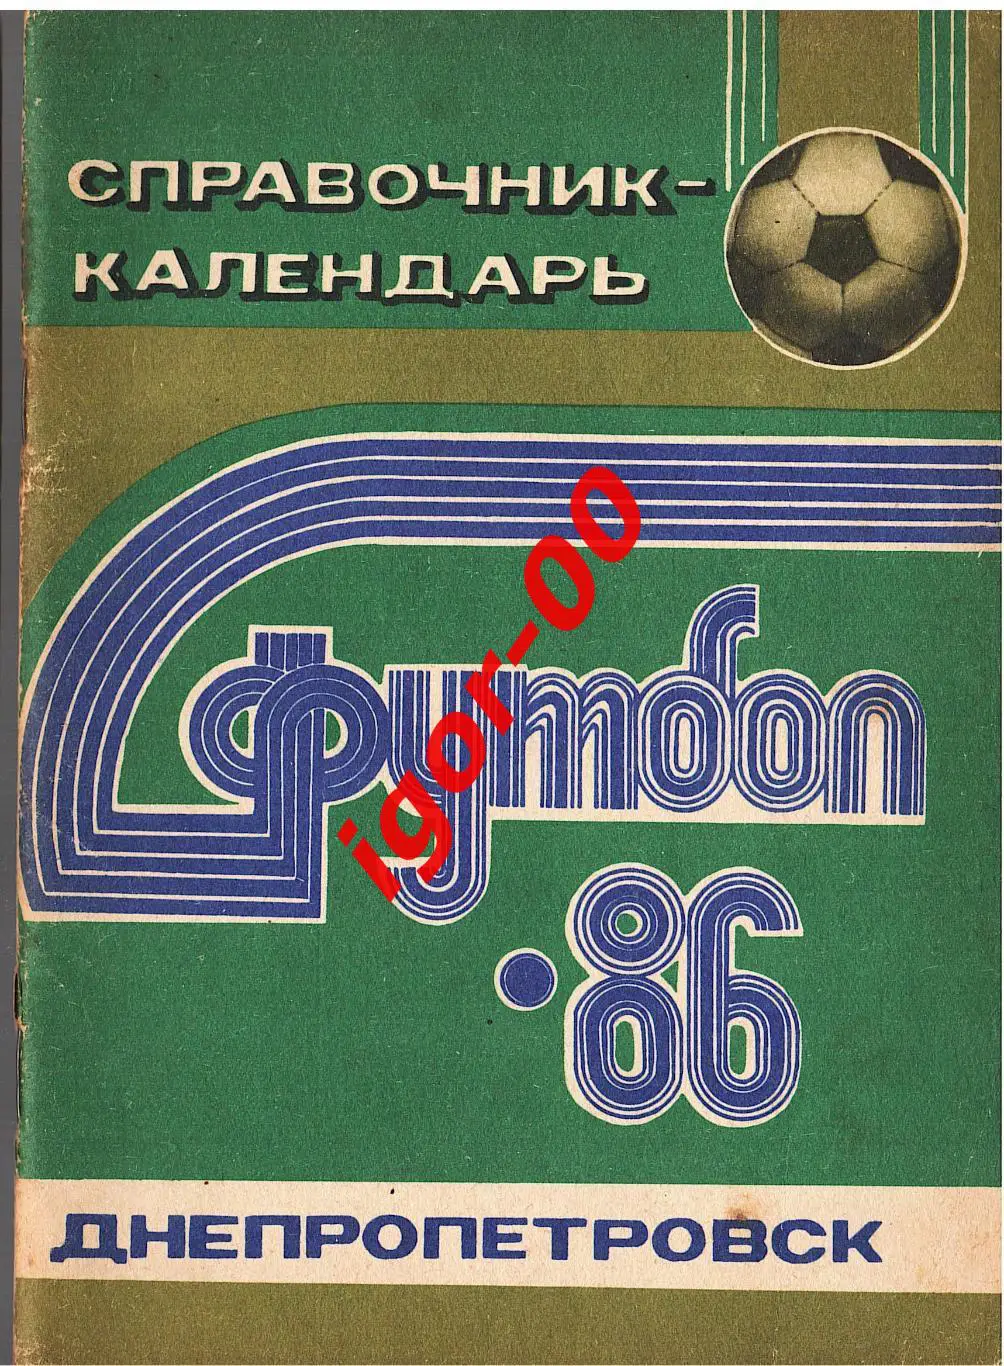 СПРАВОЧНИК-
КАЛЕНДАРЬ
футбол
·86
ДНЕПРОПЕТРОВСК
igor-00